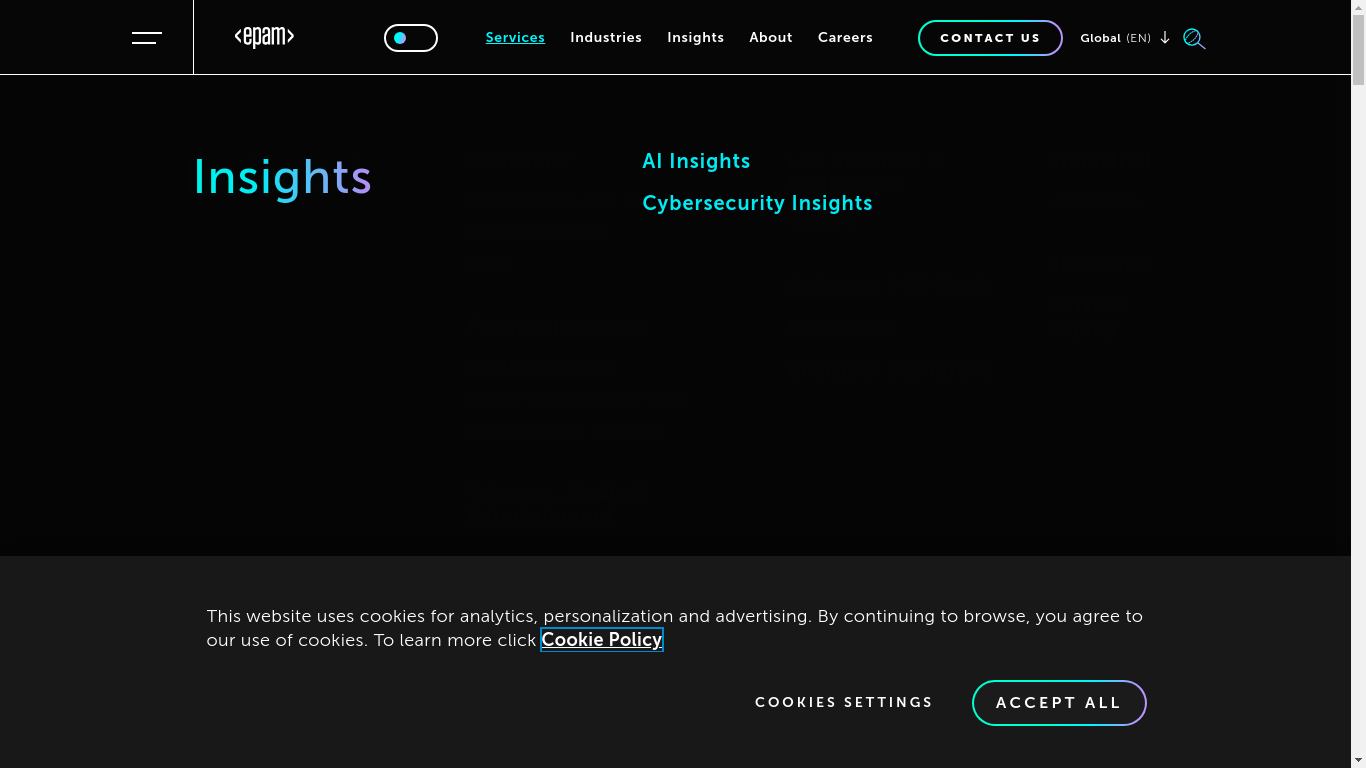 <epam>
Services Industries Insights About Careers CONTACT US Global (EN)
Insights
AI Insights
Cybersecurity Insights
This website uses cookies for analytics, personalization and advertising. By continuing to browse, you agree to
our use of cookies. To learn more click Cookie Policy
COOKIES SETTINGS ACCEPT ALL